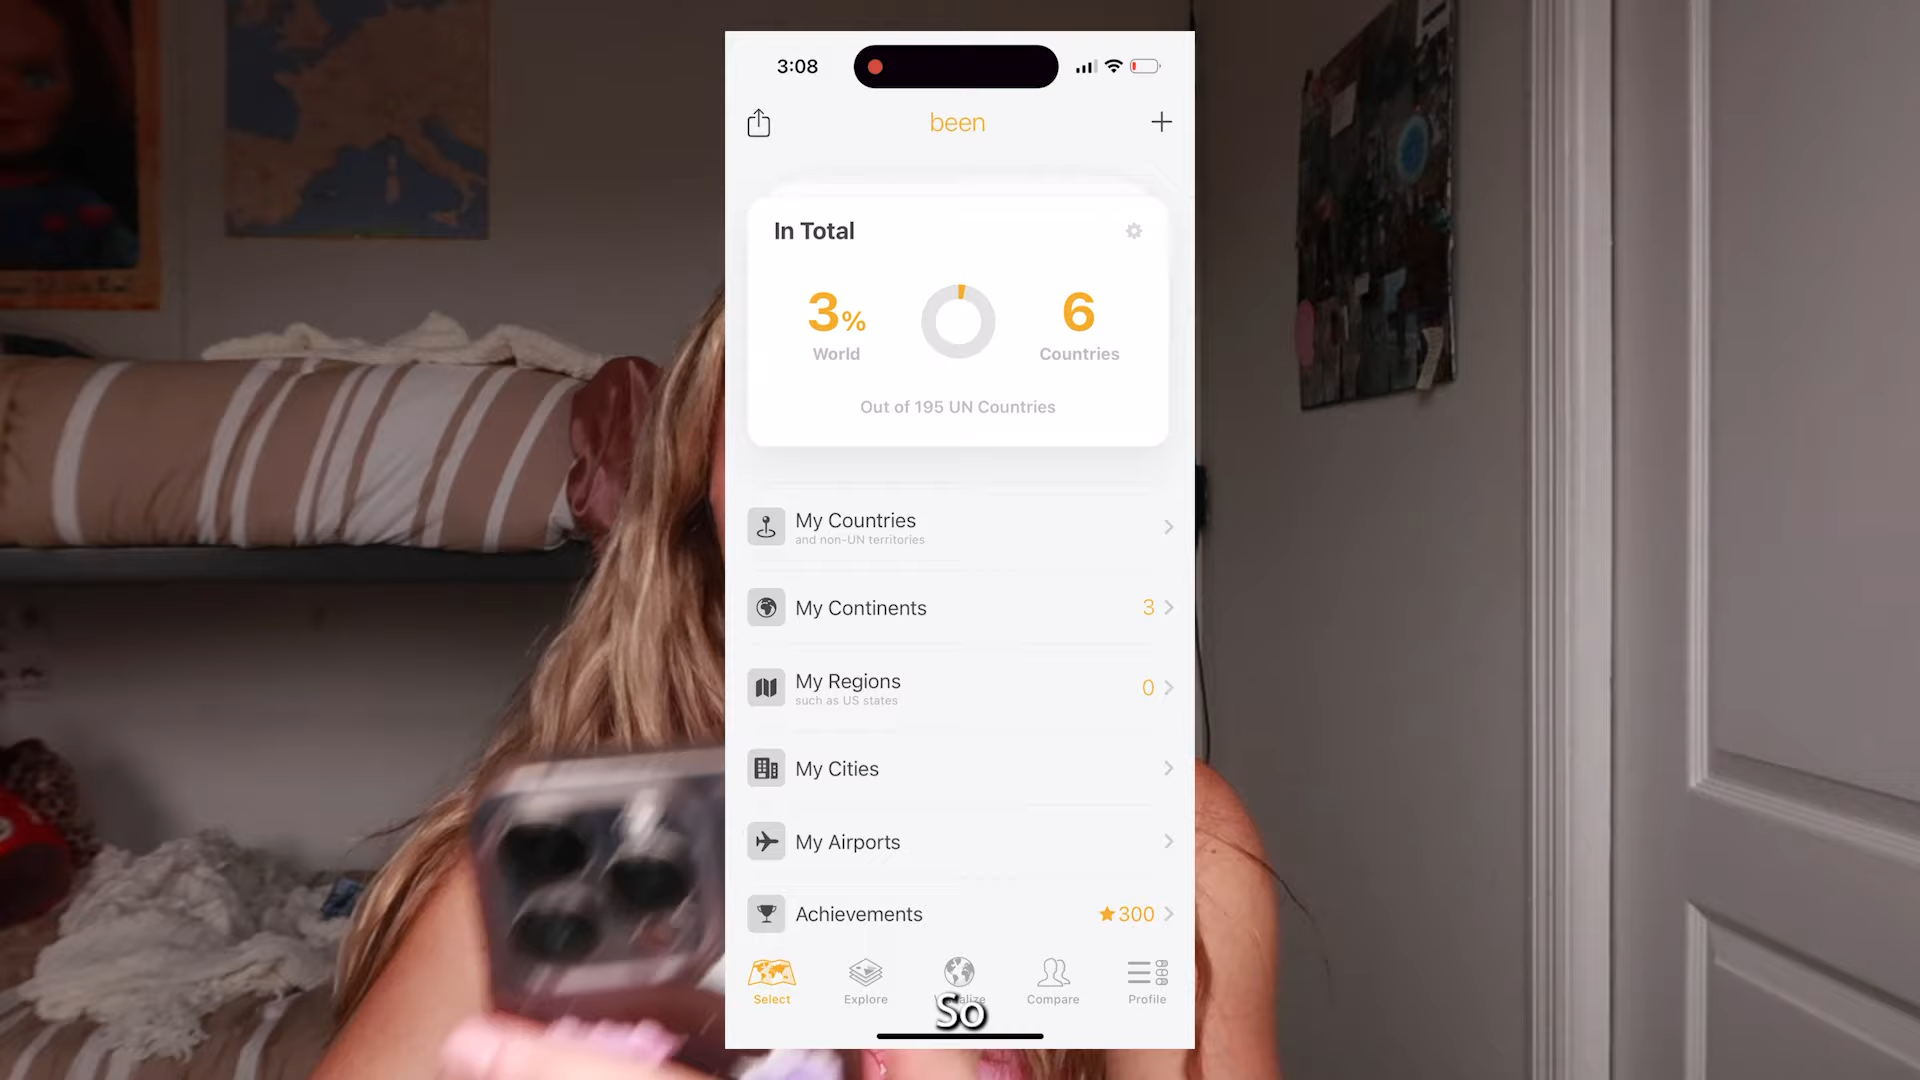 3:08
been
In Total
3%
World
6
Countries
Out of 195 UN Countries
My Countries
and non-UN territories
My Continents
3
My Regions
such as US states
0
My Cities
My Airports
Achievements
300
Select
Explore
Visualize
Compare
Profile
So